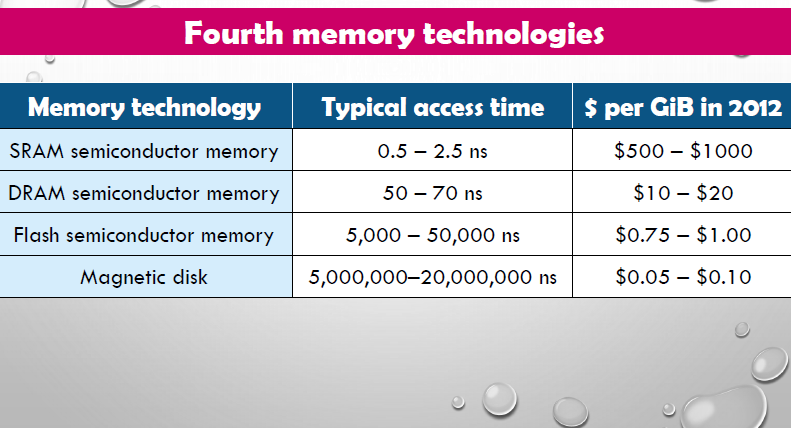 Fourth memory technologies
Memory technology Typical access time $ per GiB in 2012
SRAM semiconductor memory 0.5 – 2.5 ns $500 – $1000
DRAM semiconductor memory 50 – 70 ns $10 – $20
Flash semiconductor memory 5,000 – 50,000 ns $0.75 – $1.00
Magnetic disk 5,000,000–20,000,000 ns $0.05 – $0.10